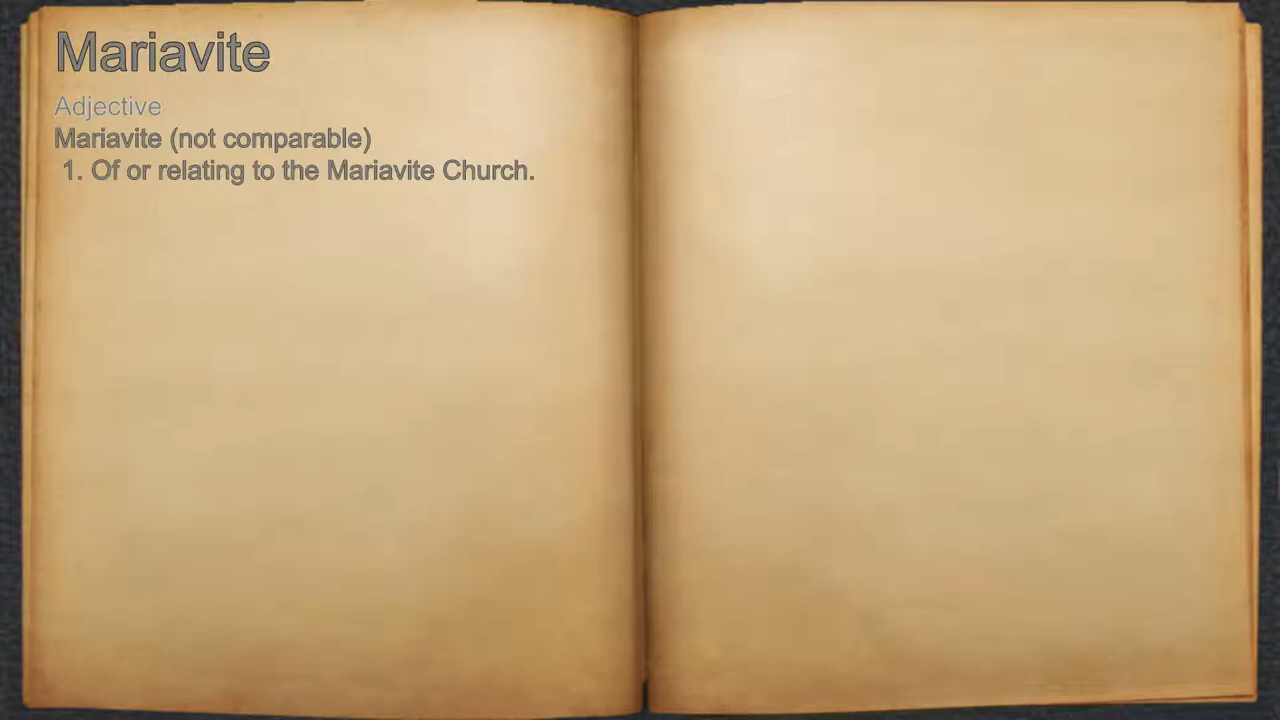 Mariavite
Adjective
Mariavite (not comparable)
1. Of or relating to the Mariavite Church.